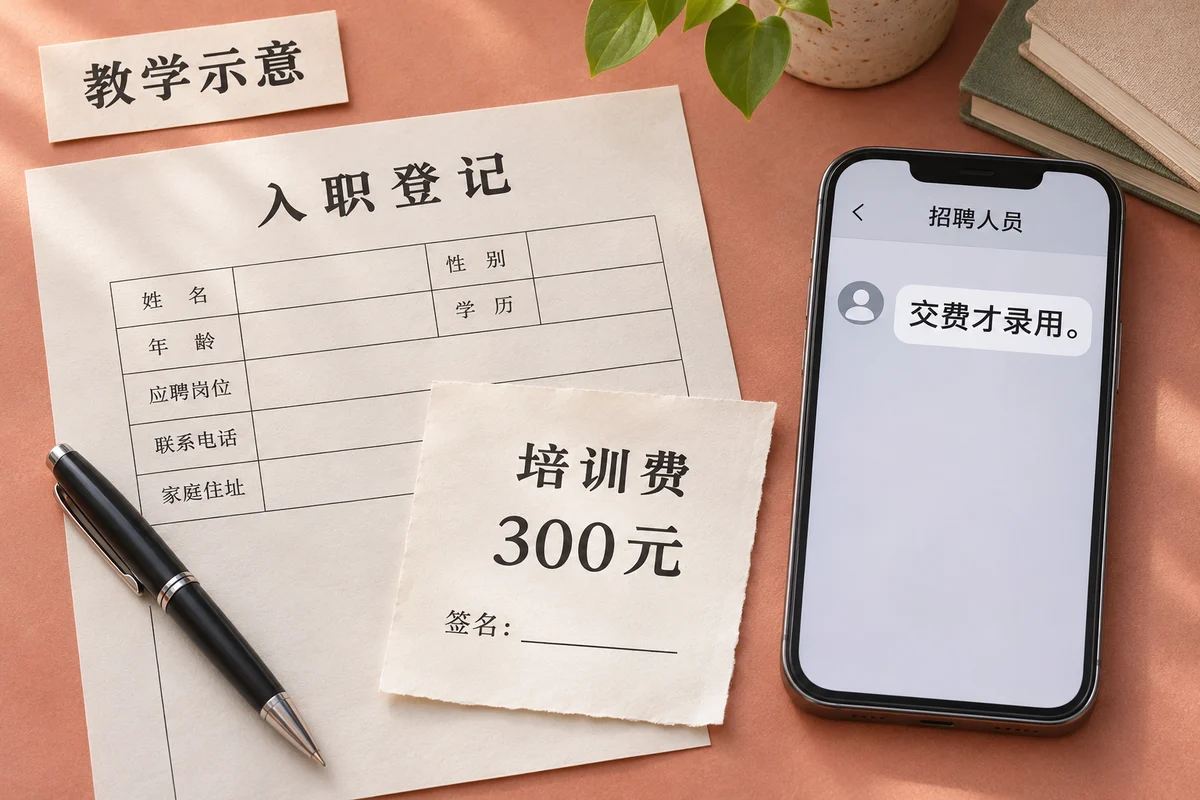 教学示意
入职登记
姓 名
性 别
年 龄
学 历
应聘岗位
联系电话
家庭住址
培训费
300元
签名：
招聘人员
交费才录用。